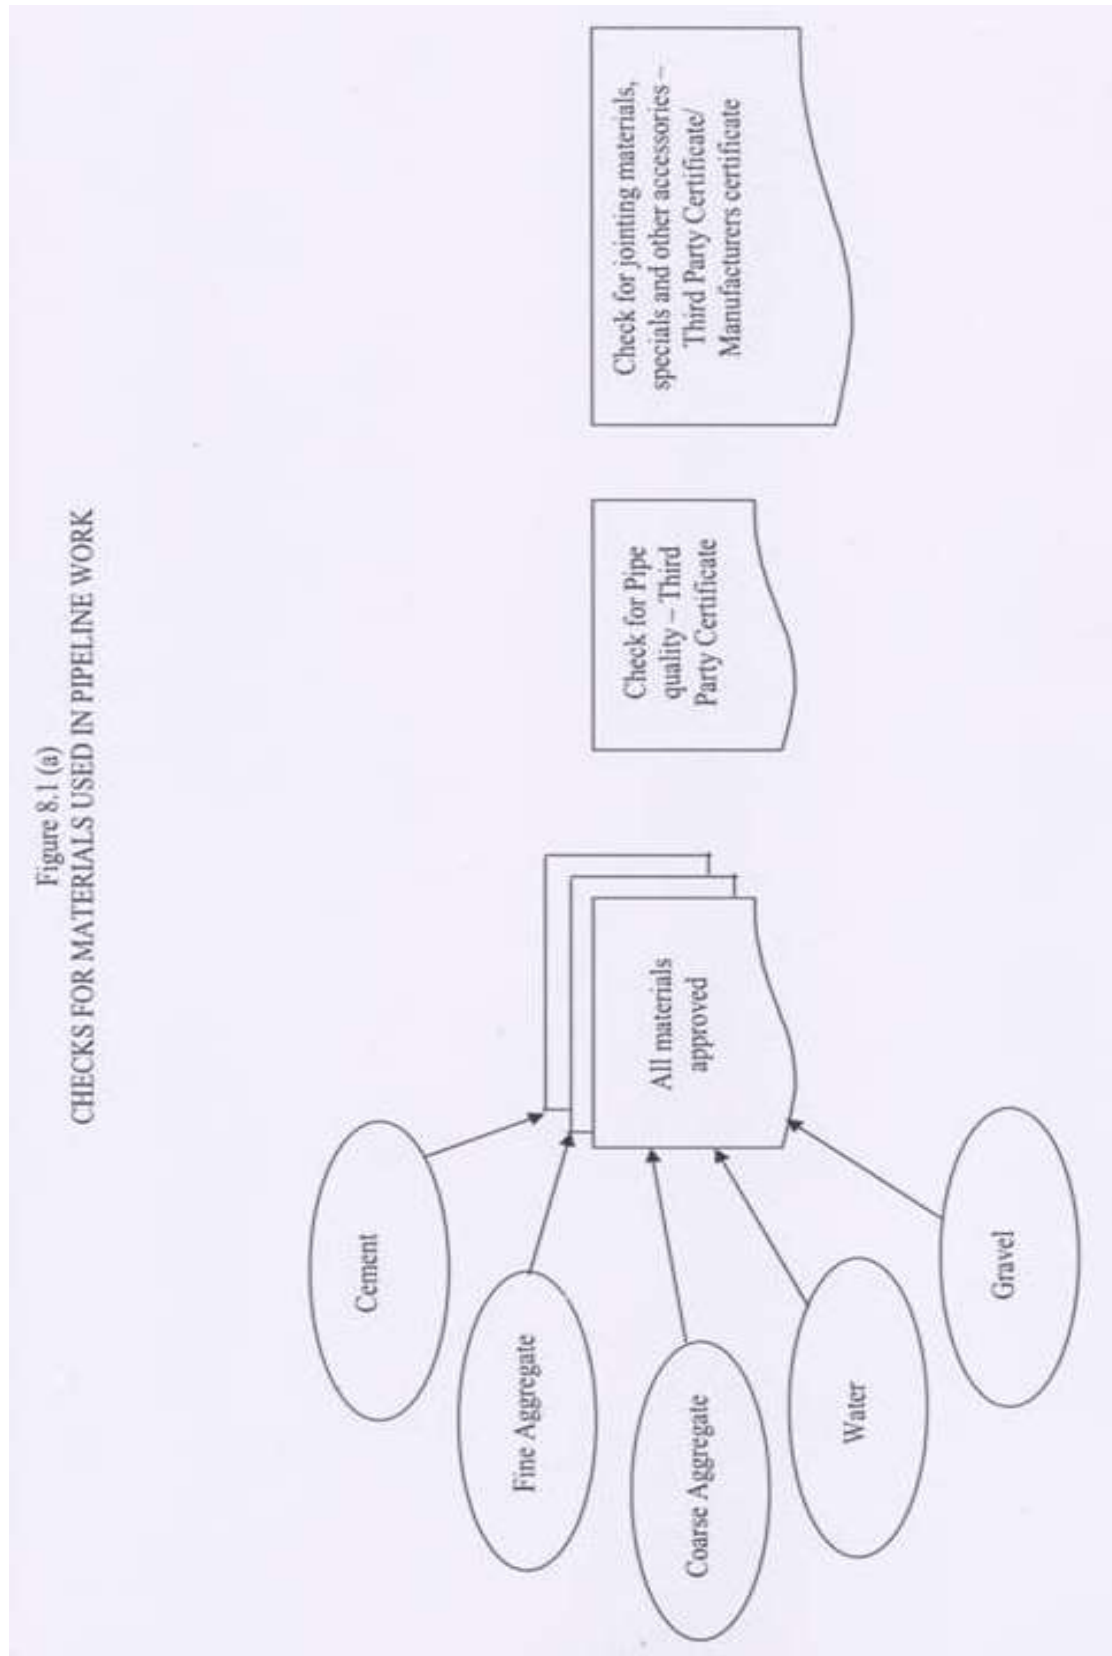 Figure 8.1 (a)
CHECKS FOR MATERIALS USED IN PIPELINE WORK
Cement
Fine Aggregate
Coarse Aggregate
Water
Gravel
All materials
approved
Check for Pipe
quality – Third
Party Certificate
Check for jointing materials,
specials and other accessories –
Third Party Certificate/
Manufacturers certificate